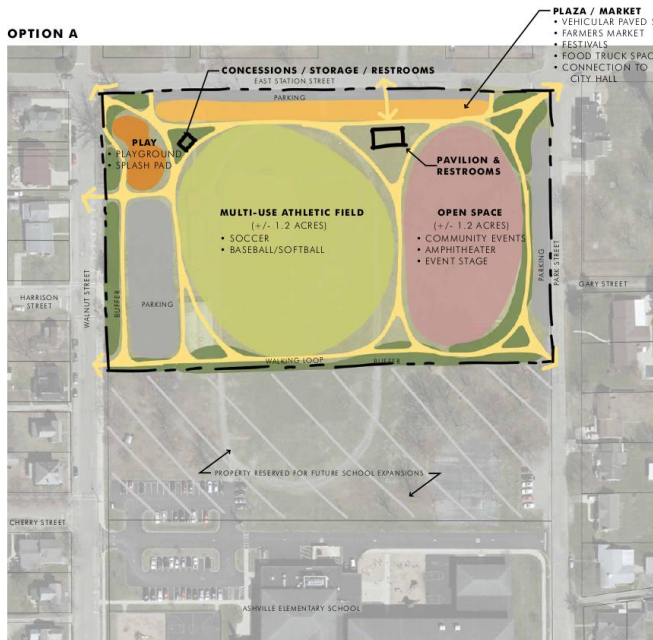 OPTION A
PLAZA / MARKET
• VEHICULAR PAVED
• FARMERS MARKET
• FESTIVALS
• FOOD TRUCK SPAC
• CONNECTION TO
CITY HALL
CONCESSIONS / STORAGE / RESTROOMS
EAST STATION STREET
PARKING
PLAY
• PLAYGROUND
• SPLASH PAD
PAVILION &
RESTROOMS
MULTI-USE ATHLETIC FIELD
(+/- 1.2 ACRES)
• SOCCER
• BASEBALL/SOFTBALL
OPEN SPACE
(+/- 1.2 ACRES)
• COMMUNITY EVENTS
• AMPHITHEATER
• EVENT STAGE
WALNUT STREET
BUFFER
PARKING
PARKING
PARK STREET
HARRISON
STREET
GARY STREET
WALKING LOOP
BUFFER
PROPERTY RESERVED FOR FUTURE SCHOOL EXPANSIONS
CHERRY STREET
ASHVILLE ELEMENTARY SCHOOL